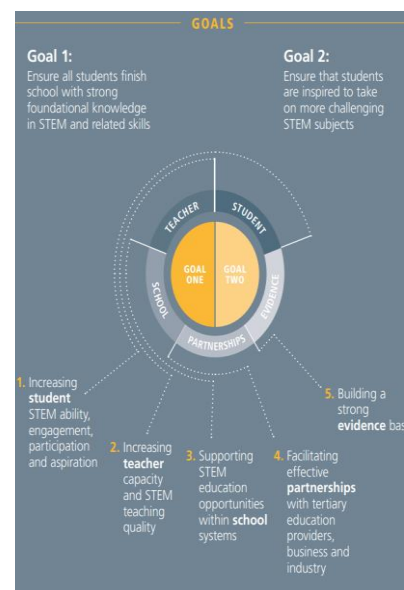 GOALS
Goal 1:
Ensure all students finish
school with strong
foundational knowledge
in STEM and related skills
Goal 2:
Ensure that students
are inspired to take
on more challenging
STEM subjects
TEACHER
STUDENT
SCHOOL
GOAL
ONE
GOAL
TWO
EVIDENCE
PARTNERSHIPS
1. Increasing
student
STEM ability,
engagement,
participation
and aspiration
2. Increasing
teacher
capacity
and STEM
teaching
quality
3. Supporting
STEM
education
opportunities
within school
systems
4. Facilitating
effective
partnerships
with tertiary
education
providers,
business and
industry
5. Building a
strong
evidence bas